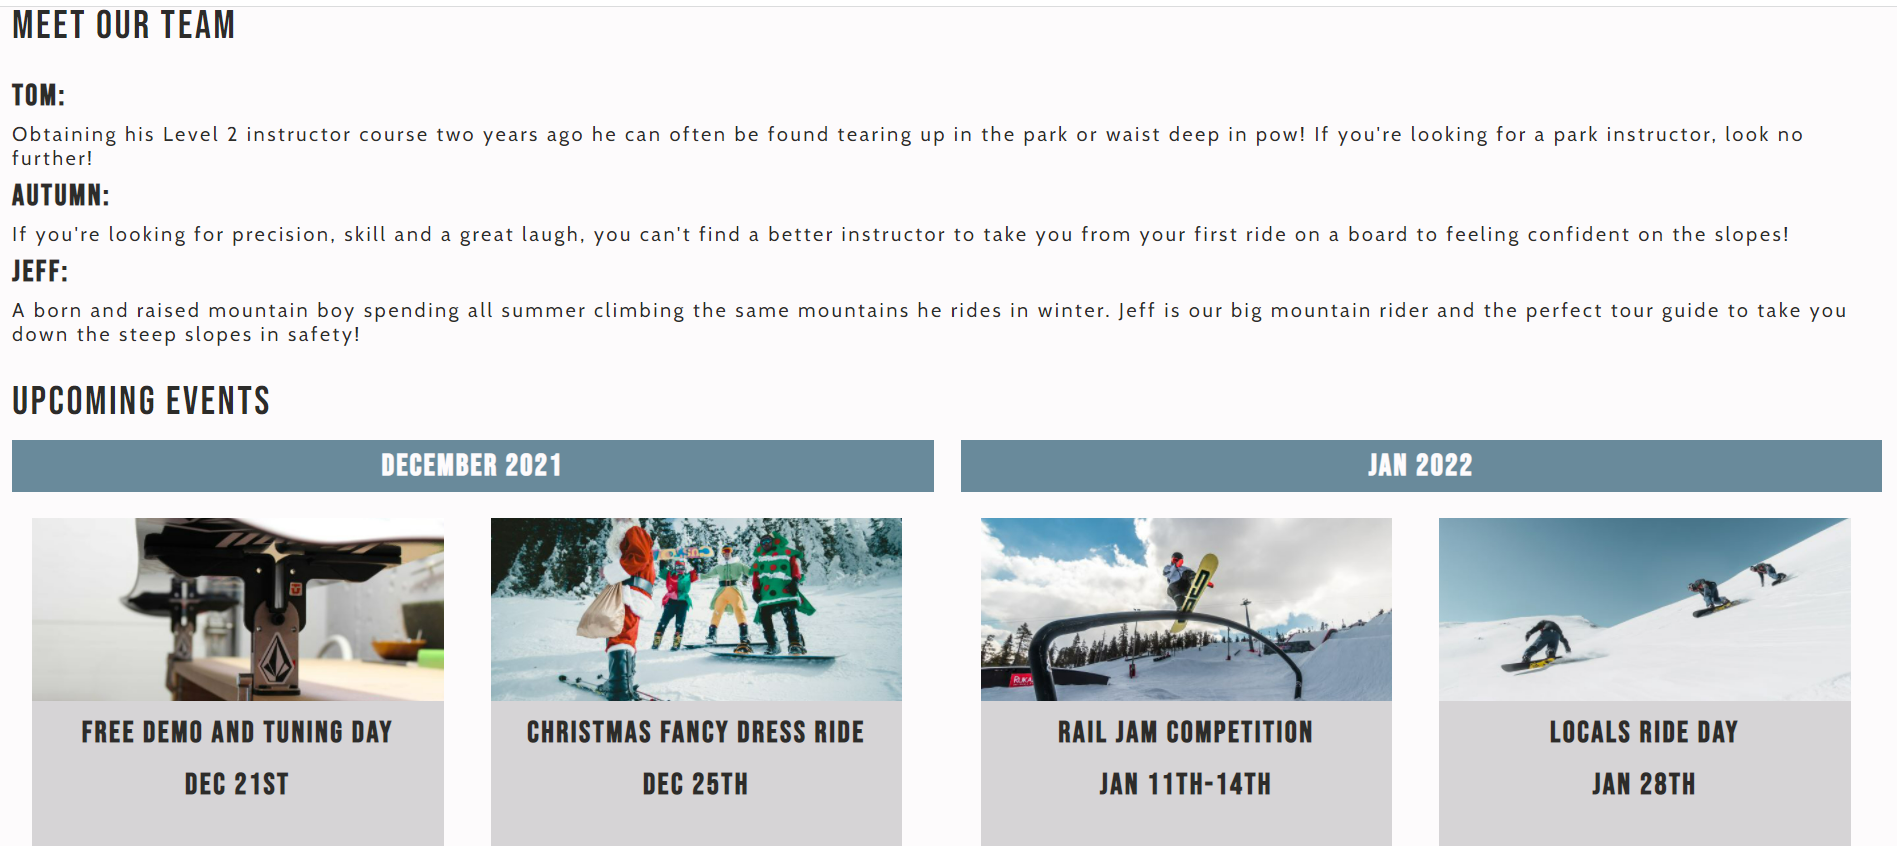 MEET OUR TEAM
TOM:
Obtaining his Level 2 instructor course two years ago he can often be found tearing up in the park or waist deep in pow! If you're looking for a park instructor, look no
further!
AUTUMN:
If you're looking for precision, skill and a great laugh, you can't find a better instructor to take you from your first ride on a board to feeling confident on the slopes!
JEFF:
A born and raised mountain boy spending all summer climbing the same mountains he rides in winter. Jeff is our big mountain rider and the perfect tour guide to take you
down the steep slopes in safety!
UPCOMING EVENTS
DECEMBER 2021
JAN 2022
RUKA
FREE DEMO AND TUNING DAY
DEC 21ST
CHRISTMAS FANCY DRESS RIDE
DEC 25TH
RAIL JAM COMPETITION
JAN 11TH-14TH
LOCALS RIDE DAY
JAN 28TH